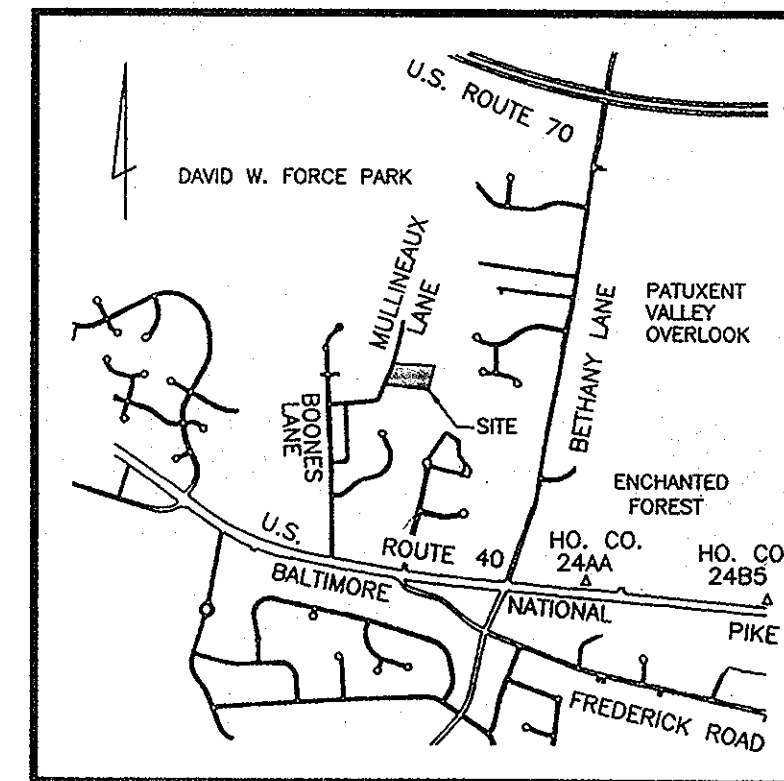 U.S. ROUTE 70
DAVID W. FORCE PARK
MULLINEAUX
LANE
PATUXENT
VALLEY
OVERLOOK
BETHANY LANE
BOONES
LANE
SITE
ENCHANTED
FOREST
U.S. ROUTE 40
HO. CO.
24AA
HO. CO
24B5
BALTIMORE NATIONAL PIKE
FREDERICK ROAD